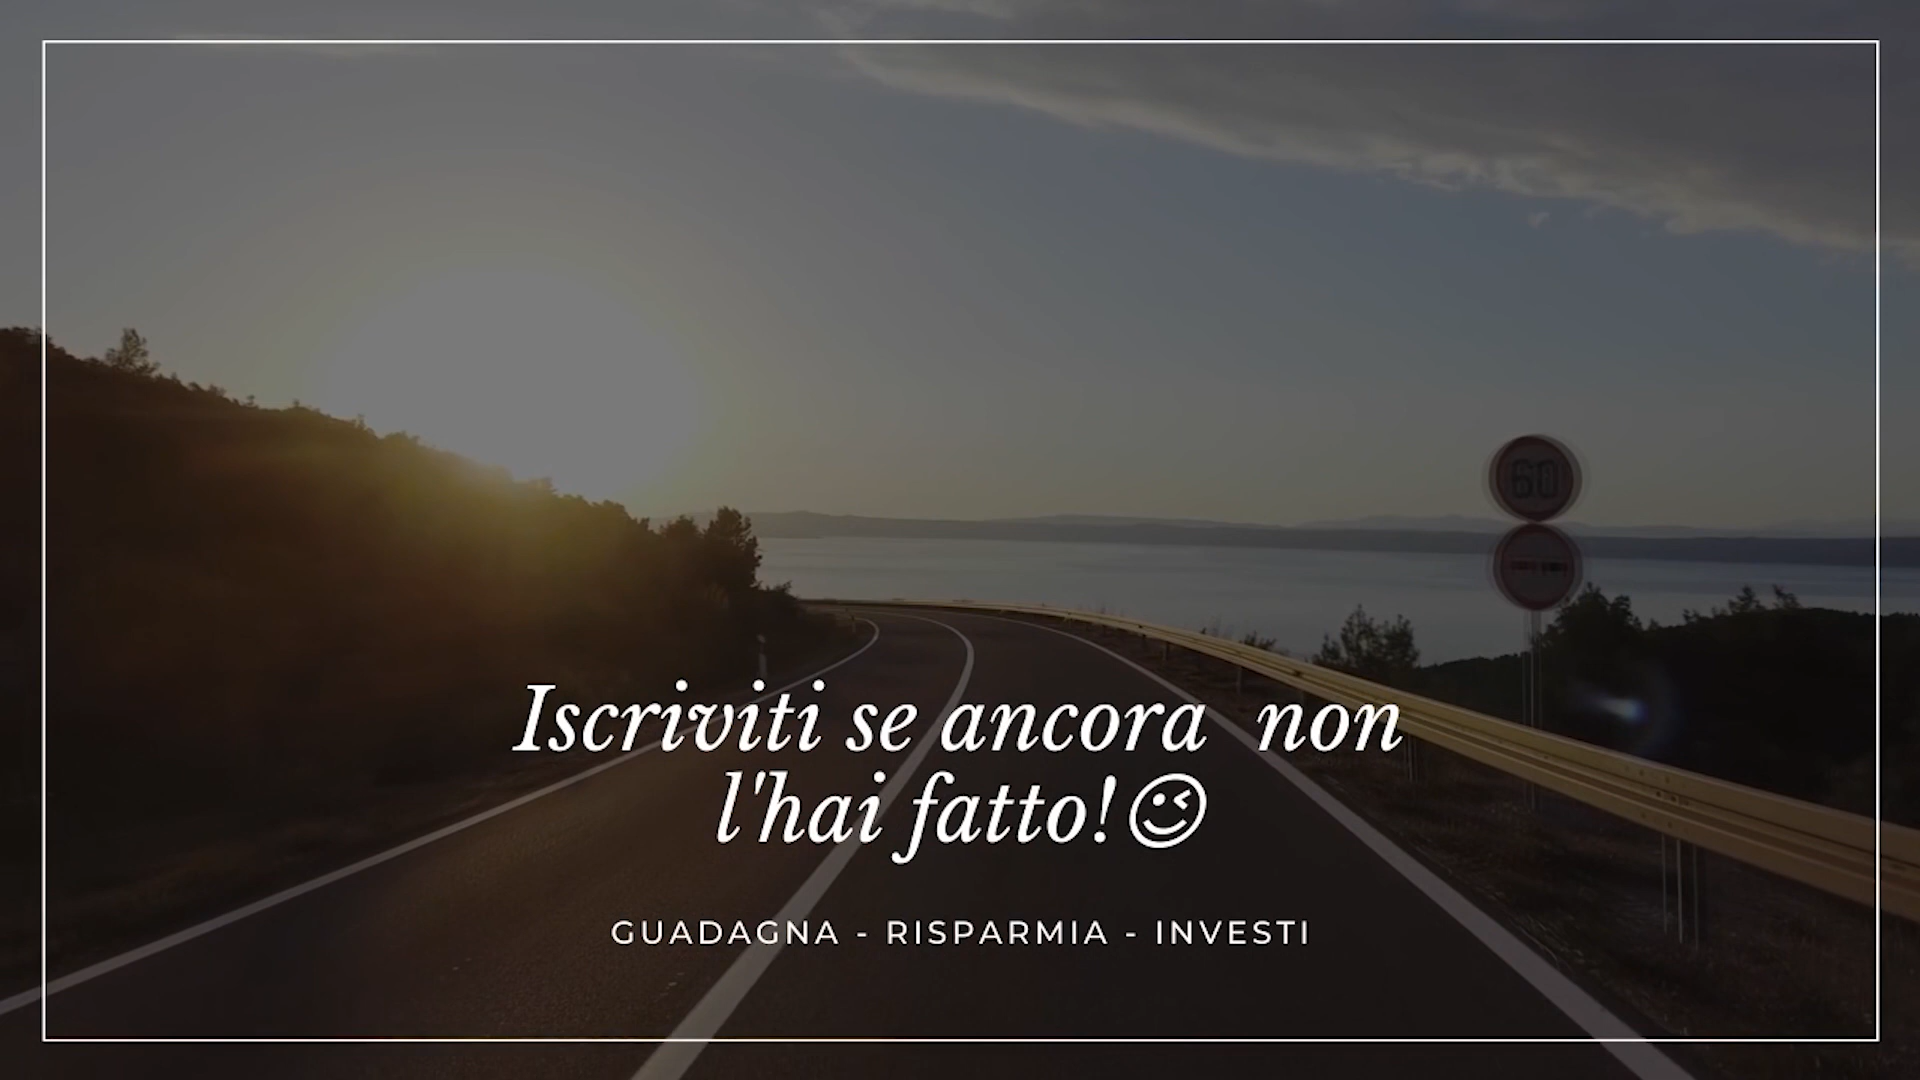 Iscriviti se ancora  non
l'hai fatto!😉
GUADAGNA - RISPARMIA - INVESTI